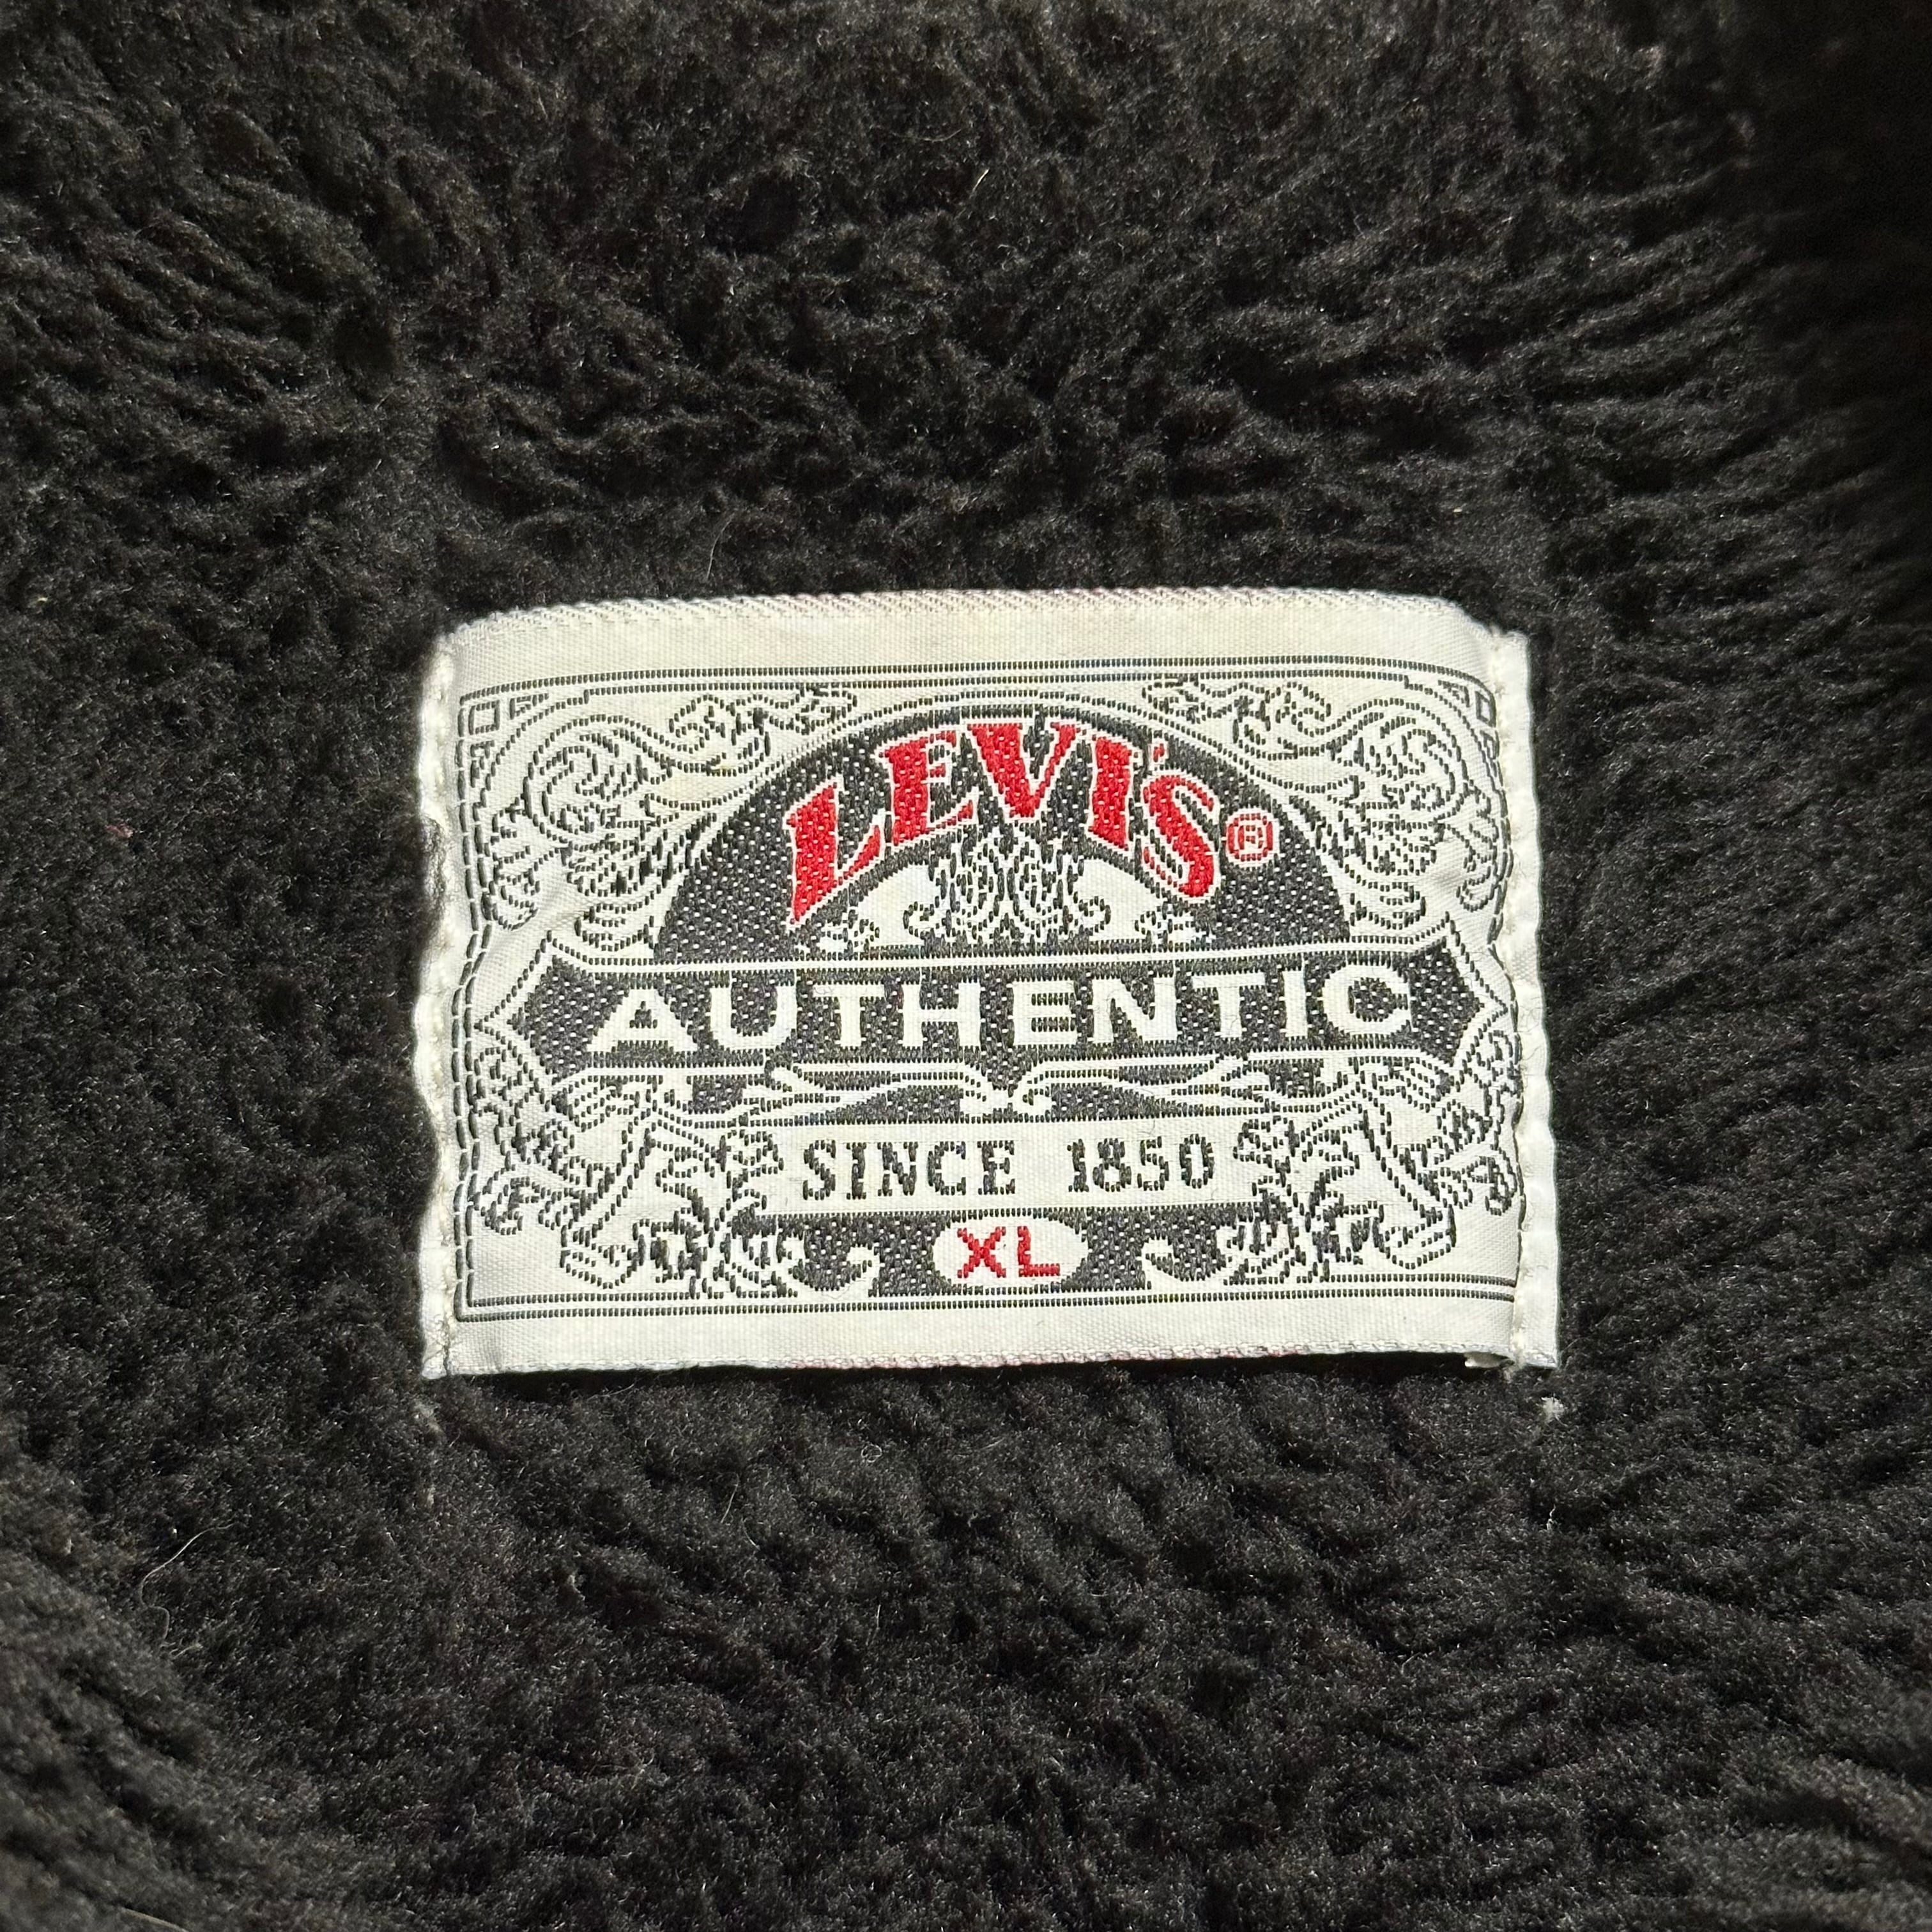 LEVI'S®
AUTHENTIC
SINCE 1850
XL